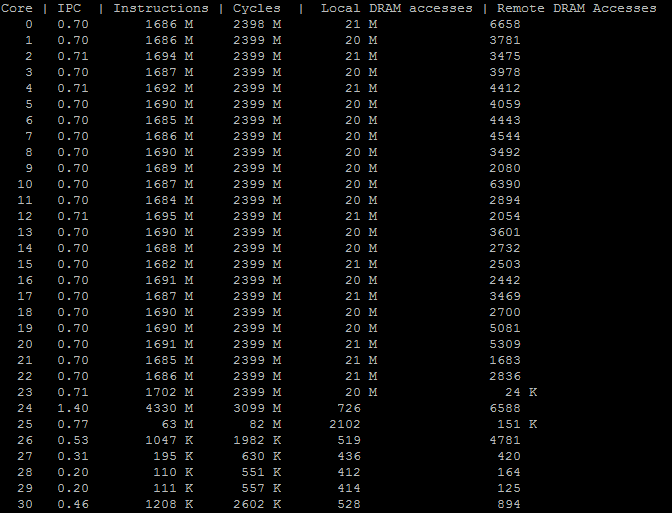 Core | IPC | Instructions | Cycles | Local DRAM accesses | Remote DRAM Accesses
0 0.70 1686 M 2398 M 21 M 6658
1 0.70 1686 M 2399 M 20 M 3781
2 0.71 1694 M 2399 M 21 M 3475
3 0.70 1687 M 2399 M 20 M 3978
4 0.71 1692 M 2399 M 21 M 4412
5 0.70 1690 M 2399 M 20 M 4059
6 0.70 1685 M 2399 M 20 M 4443
7 0.70 1686 M 2399 M 20 M 4544
8 0.70 1690 M 2399 M 20 M 3492
9 0.70 1689 M 2399 M 20 M 2080
10 0.70 1687 M 2399 M 20 M 6390
11 0.70 1684 M 2399 M 20 M 2894
12 0.71 1695 M 2399 M 21 M 2054
13 0.70 1690 M 2399 M 20 M 3601
14 0.70 1688 M 2399 M 20 M 2732
15 0.70 1682 M 2399 M 21 M 2503
16 0.70 1691 M 2399 M 20 M 2442
17 0.70 1687 M 2399 M 21 M 3469
18 0.70 1690 M 2399 M 20 M 2700
19 0.70 1690 M 2399 M 20 M 5081
20 0.70 1691 M 2399 M 21 M 5309
21 0.70 1685 M 2399 M 21 M 1683
22 0.70 1686 M 2399 M 21 M 2836
23 0.71 1702 M 2399 M 20 M 24 K
24 1.40 4330 M 3099 M 726 6588
25 0.77 63 M 82 M 2102 151 K
26 0.53 1047 K 1982 K 519 4781
27 0.31 195 K 630 K 436 420
28 0.20 110 K 551 K 412 164
29 0.20 111 K 557 K 414 125
30 0.46 1208 K 2602 K 528 894